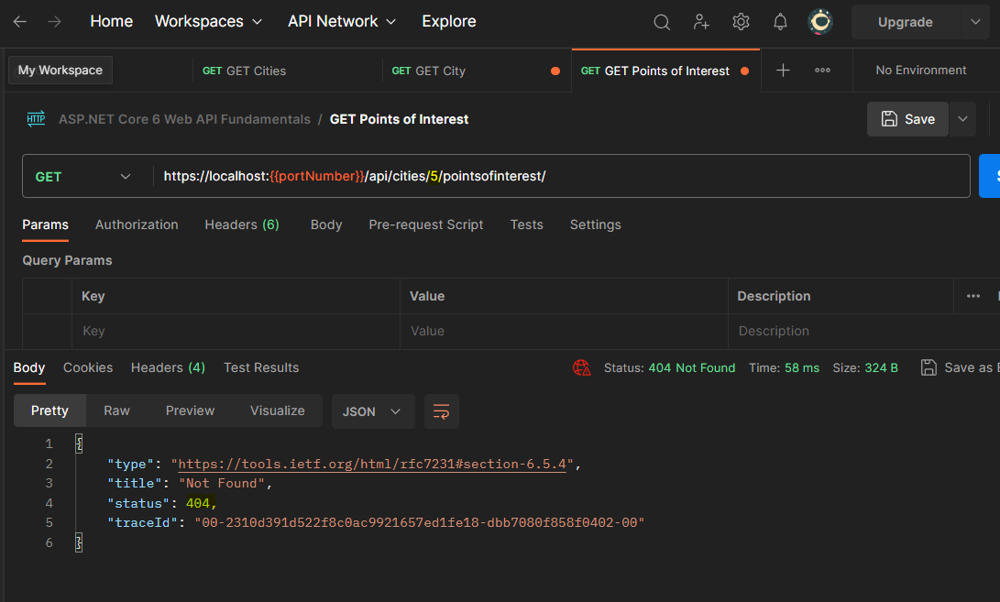 Home Workspaces API Network Explore Upgrade
My Workspace GET GET Cities GET GET City GET GET Points of Interest No Environment
HTTP ASP.NET Core 6 Web API Fundamentals / GET Points of Interest Save
GET https://localhost:{{portNumber}}/api/cities/5/pointsofinterest/
Params Authorization Headers (6) Body Pre-request Script Tests Settings
Query Params
Key Value Description
Key Value Description
Body Cookies Headers (4) Test Results Status: 404 Not Found Time: 58 ms Size: 324 B Save as
Pretty Raw Preview Visualize JSON
1 {
2 "type": "https://tools.ietf.org/html/rfc7231#section-6.5.4",
3 "title": "Not Found",
4 "status": 404,
5 "traceId": "00-2310d391d522f8c0ac9921657ed1fe18-dbb7080f858f0402-00"
6 }